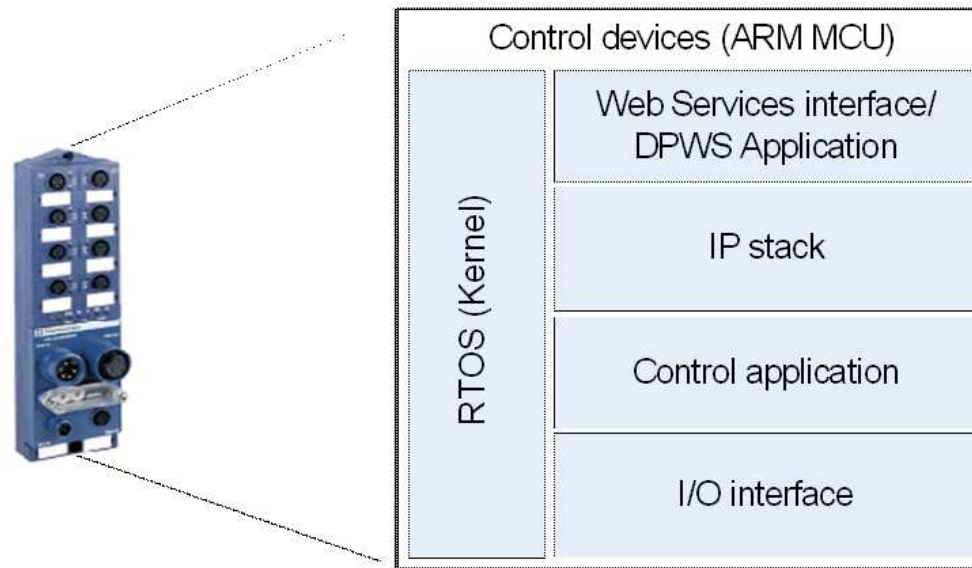 Control devices (ARM MCU)
RTOS (Kernel)
Web Services interface/
DPWS Application
IP stack
Control application
I/O interface